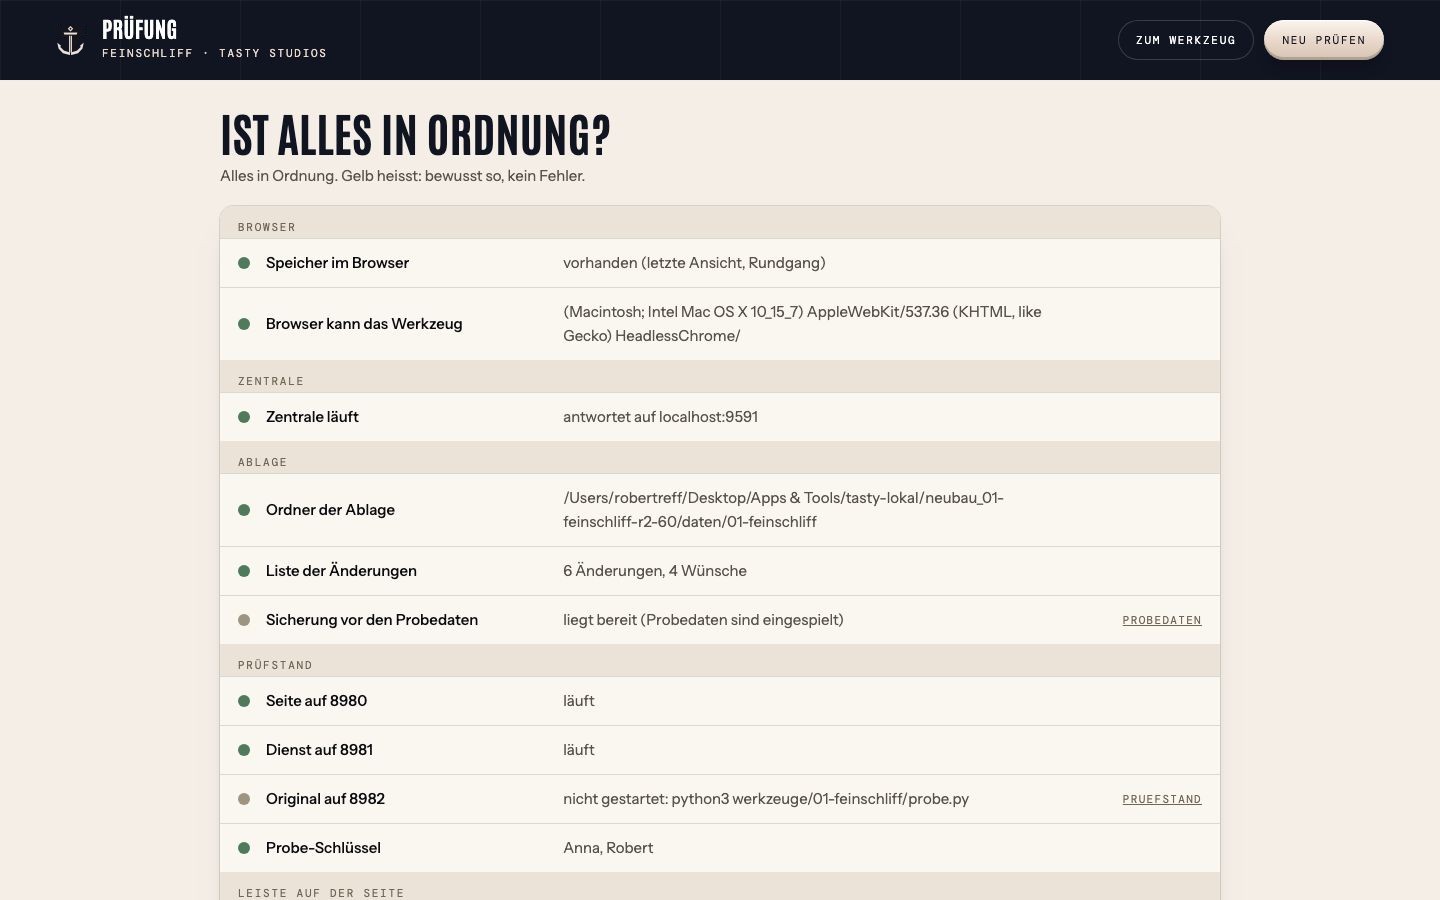 PRÜFUNG
FEINSCHLIFF · TASTY STUDIOS
ZUM WERKZEUG
NEU PRÜFEN
IST ALLES IN ORDNUNG?
Alles in Ordnung. Gelb heisst: bewusst so, kein Fehler.
BROWSER
Speicher im Browser
vorhanden (letzte Ansicht, Rundgang)
Browser kann das Werkzeug
(Macintosh; Intel Mac OS X 10_15_7) AppleWebKit/537.36 (KHTML, like
Gecko) HeadlessChrome/
ZENTRALE
Zentrale läuft
antwortet auf localhost:9591
ABLAGE
Ordner der Ablage
/Users/robertreff/Desktop/Apps & Tools/tasty-lokal/neubau_01-
feinschliff-r2-60/daten/01-feinschliff
Liste der Änderungen
6 Änderungen, 4 Wünsche
Sicherung vor den Probedaten
liegt bereit (Probedaten sind eingespielt)
PROBEDATEN
PRÜFSTAND
Seite auf 8980
läuft
Dienst auf 8981
läuft
Original auf 8982
nicht gestartet: python3 werkzeuge/01-feinschliff/probe.py
PRUEFSTAND
Probe-Schlüssel
Anna, Robert
LEISTE AUF DER SEITE